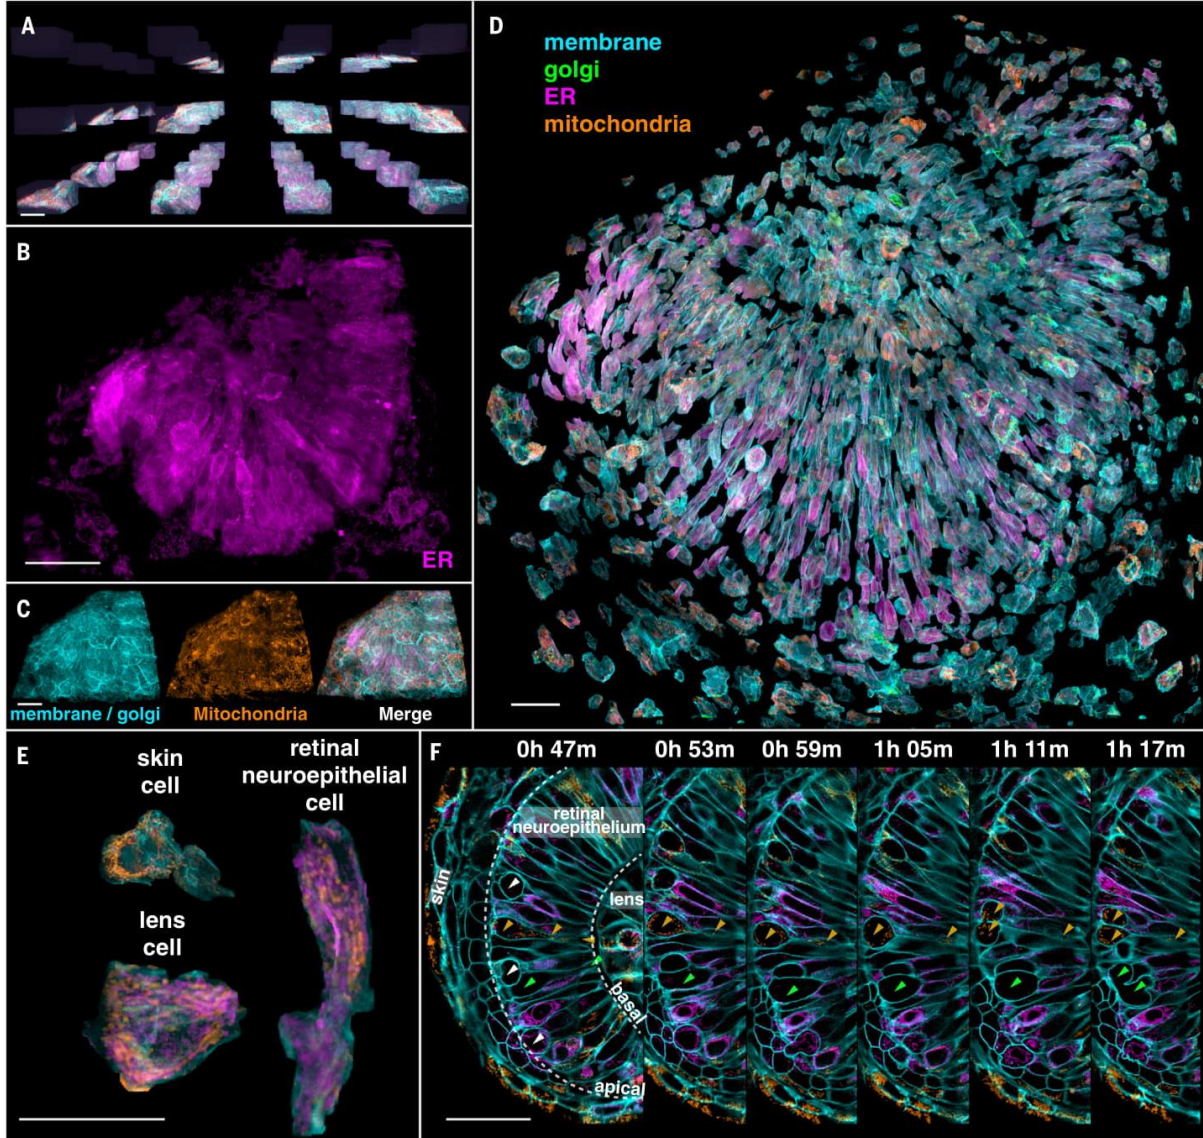 A
B
ER
C
membrane / golgi
Mitochondria
Merge
D
membrane
golgi
ER
mitochondria
E
skin
cell
lens
cell
retinal
neuroepithelial
cell
F
0h 47m
0h 53m
0h 59m
1h 05m
1h 11m
1h 17m
retinal
neuroepithelium
skin
lens
basal
apical